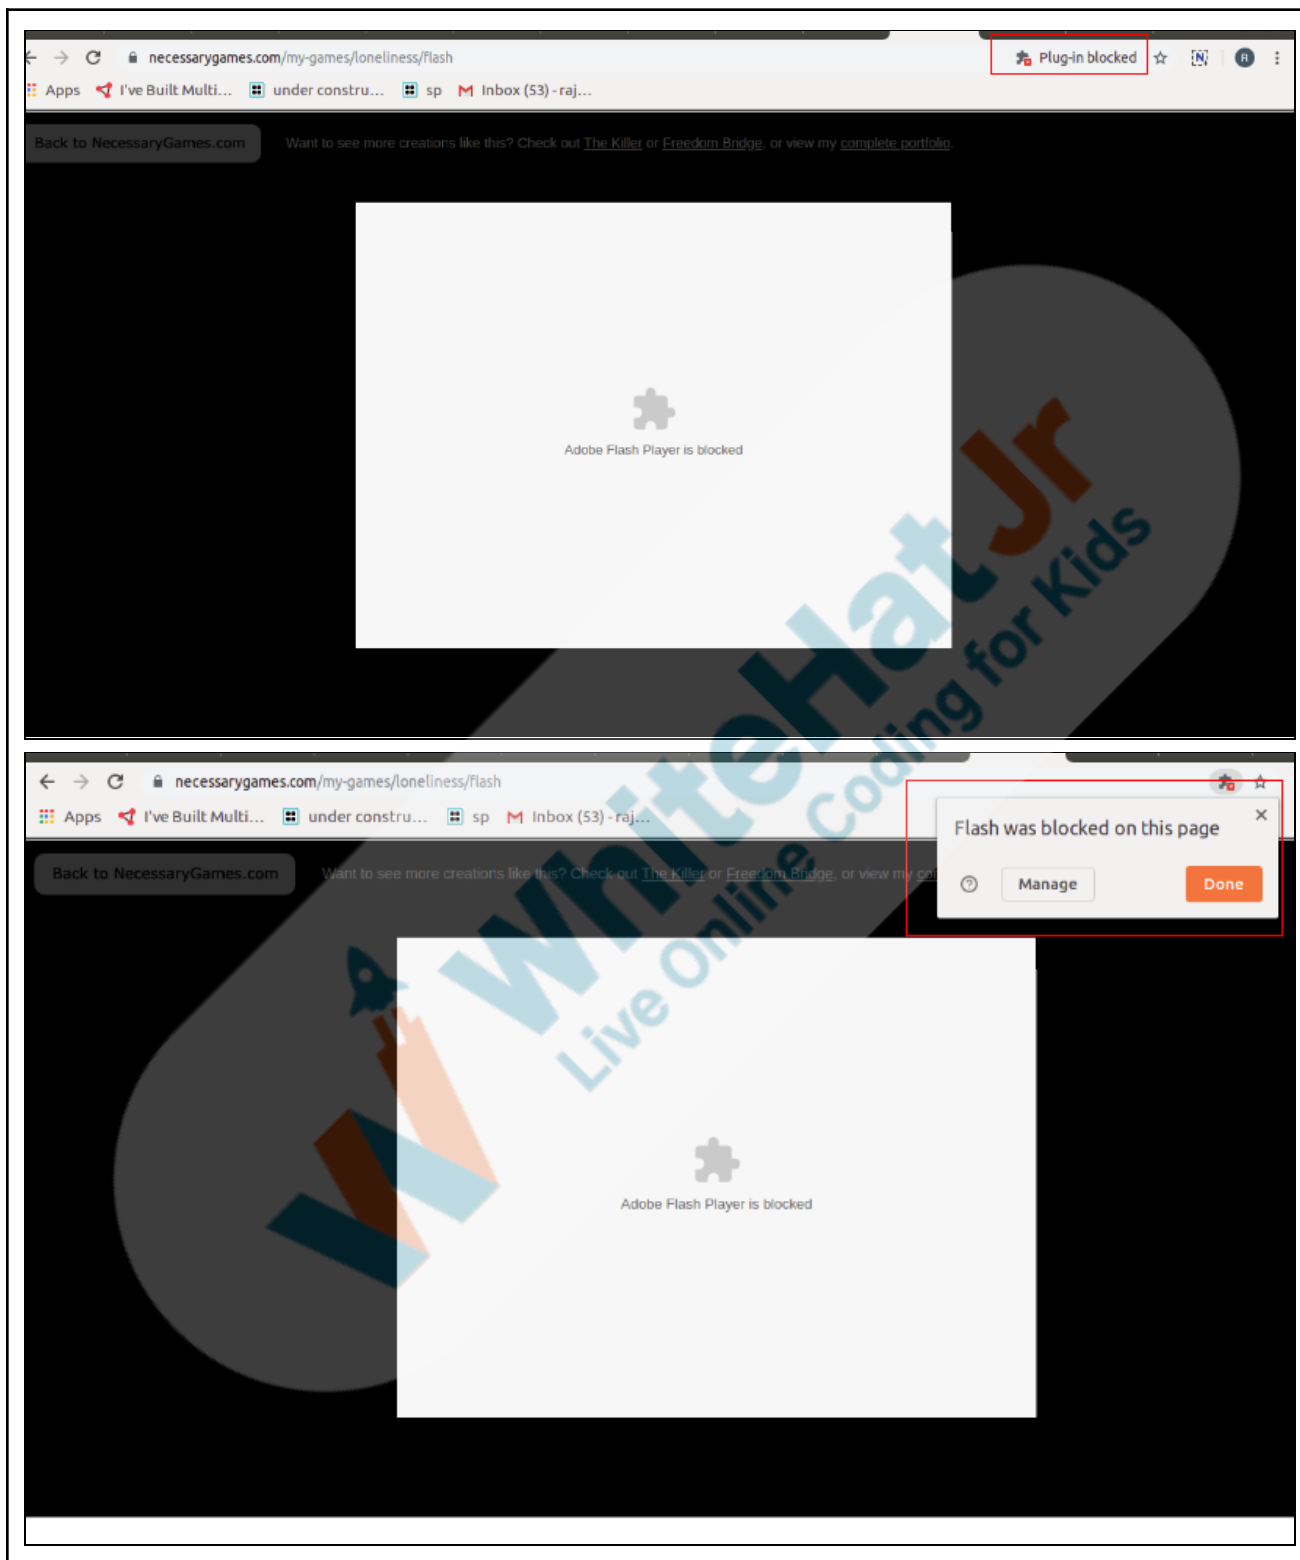 necessarygames.com/my-games/loneliness/flash
Plug-in blocked
N
R
Apps I've Built Multi... under constru... sp M Inbox (53) - raj...
Back to NecessaryGames.com
Want to see more creations like this? Check out The Killer or Freedom Bridge, or view my complete portfolio.
Adobe Flash Player is blocked
WhiteHat Jr
Live Online Coding for Kids
necessarygames.com/my-games/loneliness/flash
Apps I've Built Multi... under constru... sp M Inbox (53) - raj...
Flash was blocked on this page
Manage Done
Back to NecessaryGames.com
Want to see more creations like this? Check out The Killer or Freedom Bridge, or view my
Adobe Flash Player is blocked